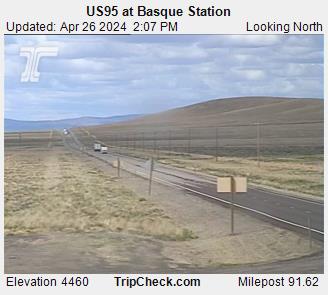 US95 at Basque Station
Updated: Apr 26 2024 2:07 PM Looking North
Elevation 4460 TripCheck.com Milepost 91.62